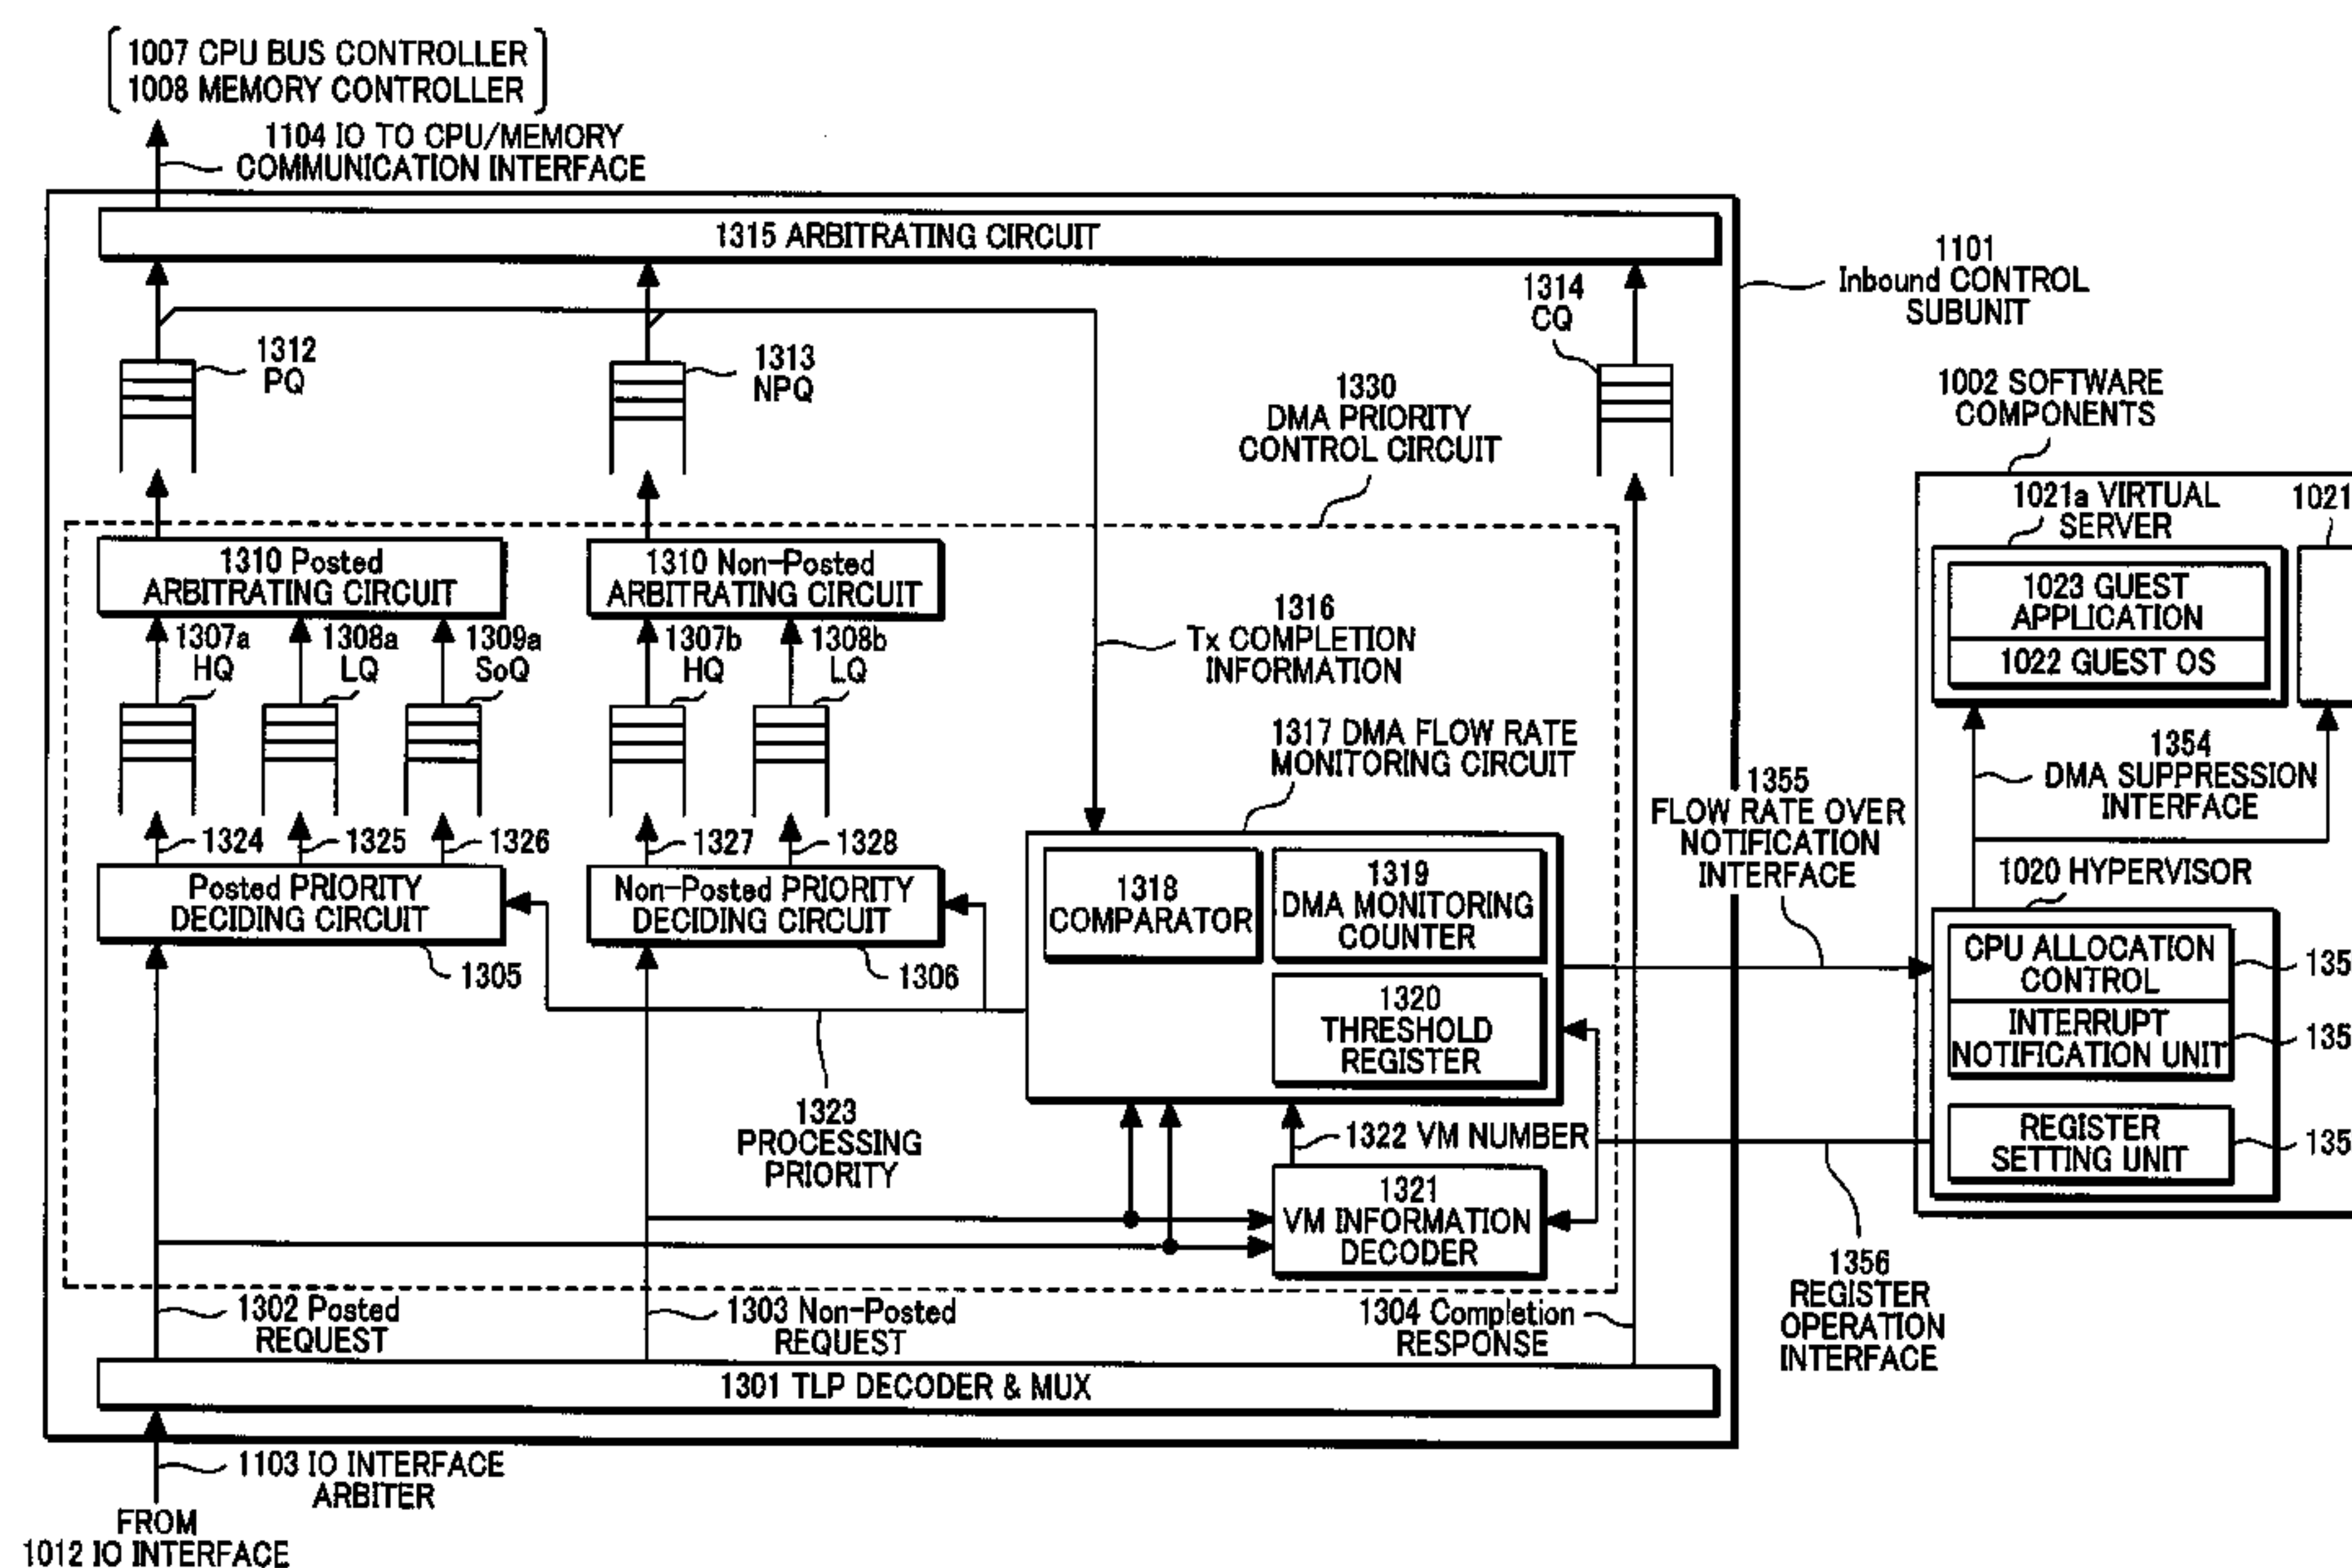 1007 CPU BUS CONTROLLER
1008 MEMORY CONTROLLER
1104 IO TO CPU/MEMORY
COMMUNICATION INTERFACE
1315 ARBITRATING CIRCUIT
1101
Inbound CONTROL
SUBUNIT
1312
PQ
1313
NPQ
1314
CQ
1330
DMA PRIORITY
CONTROL CIRCUIT
1002 SOFTWARE
COMPONENTS
1021a VIRTUAL
SERVER
1021
1023 GUEST
APPLICATION
1022 GUEST OS
1310 Posted
ARBITRATING CIRCUIT
1310 Non-Posted
ARBITRATING CIRCUIT
1307a
HQ
1308a
LQ
1309a
SoQ
1307b
HQ
1308b
LQ
1316
Tx COMPLETION
INFORMATION
1317 DMA FLOW RATE
MONITORING CIRCUIT
1354
DMA SUPPRESSION
INTERFACE
1355
FLOW RATE OVER
NOTIFICATION
INTERFACE
1324
1325
1326
1327
1328
Posted PRIORITY
DECIDING CIRCUIT
1305
Non-Posted PRIORITY
DECIDING CIRCUIT
1306
1318
COMPARATOR
1319
DMA MONITORING
COUNTER
1320
THRESHOLD
REGISTER
1020 HYPERVISOR
CPU ALLOCATION
CONTROL
135
INTERRUPT
NOTIFICATION UNIT
135
REGISTER
SETTING UNIT
135
1323
PROCESSING
PRIORITY
1322 VM NUMBER
1321
VM INFORMATION
DECODER
1356
REGISTER
OPERATION
INTERFACE
1302 Posted
REQUEST
1303 Non-Posted
REQUEST
1304 Completion
RESPONSE
1301 TLP DECODER & MUX
1103 IO INTERFACE
ARBITER
FROM
1012 IO INTERFACE